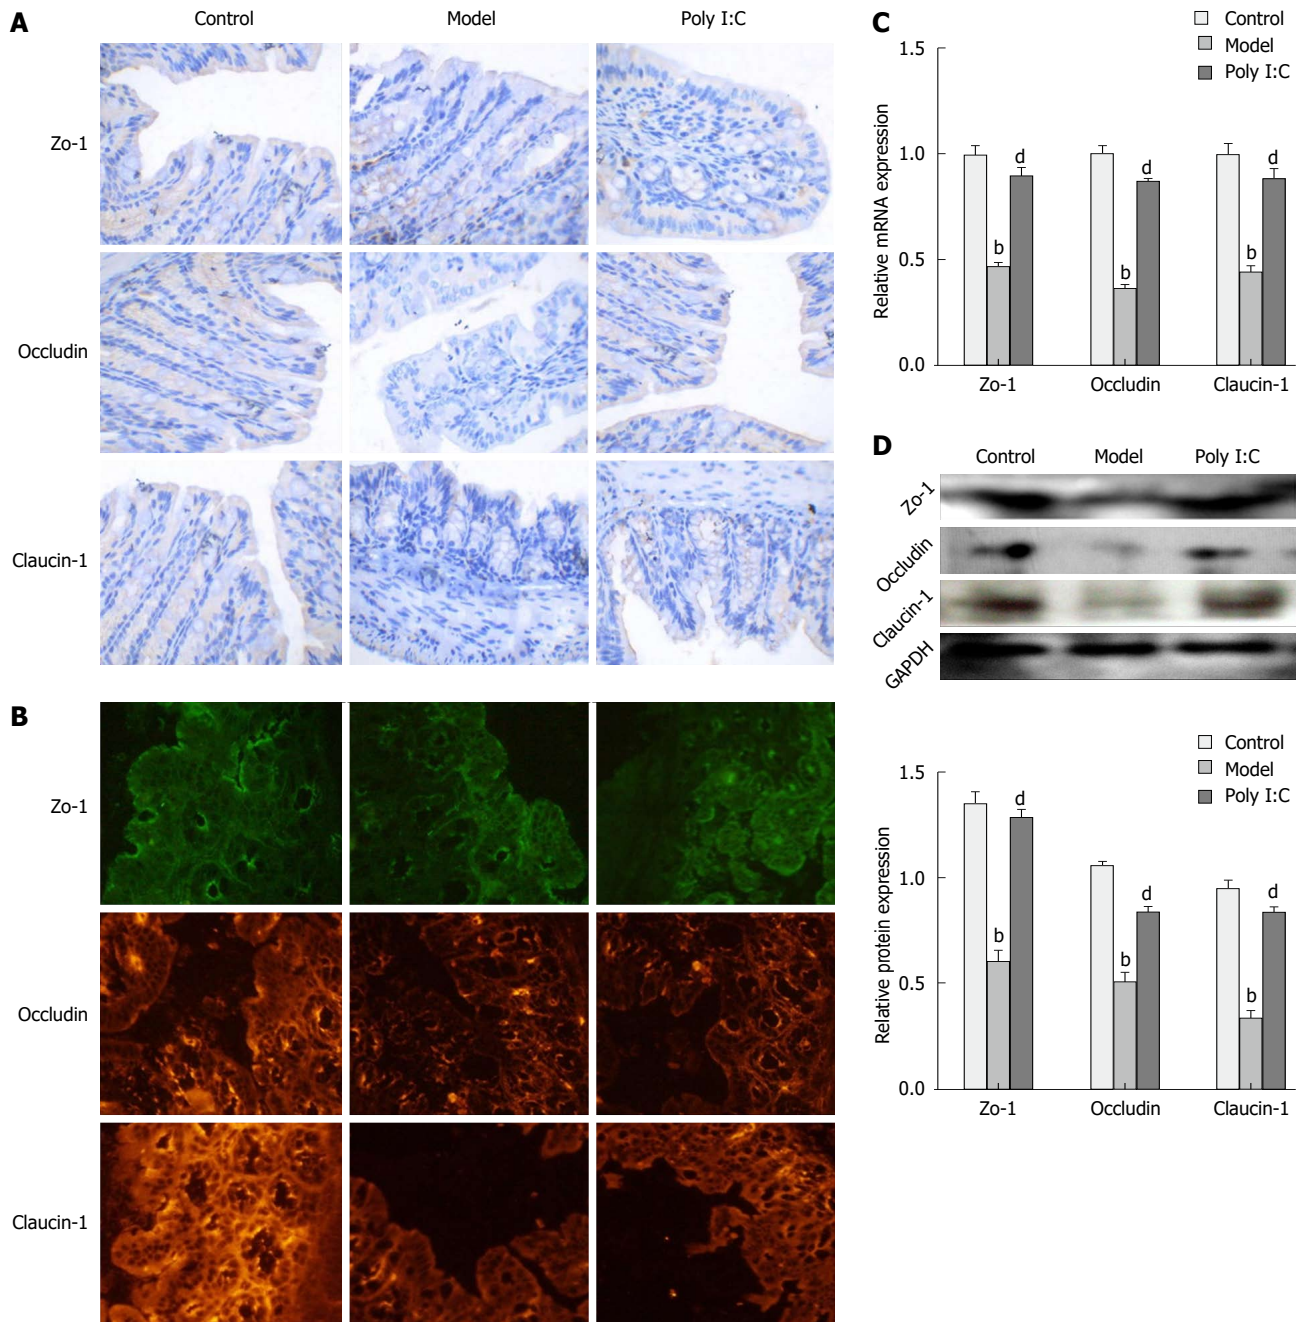 A
Control Model Poly I:C
Zo-1
Occludin
Claucin-1
B
Zo-1
Occludin
Claucin-1
C
Control
Model
Poly I:C
1.5
1.0
0.5
0.0
Relative mRNA expression
b d b d b d
Zo-1 Occludin Claucin-1
D
Control Model Poly I:C
Zo-1
Occludin
Claucin-1
GAPDH
Control
Model
Poly I:C
1.5
1.0
0.5
0.0
Relative protein expression
b d b d b d
Zo-1 Occludin Claucin-1